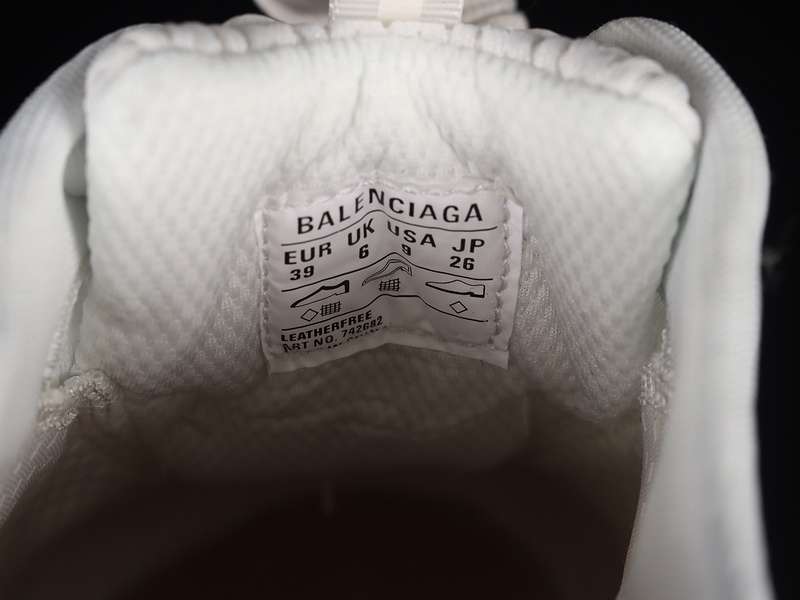 BALENCIAGA
EUR UK USA JP
39 6 9 26
LEATHERFREE
ART NO. 742682